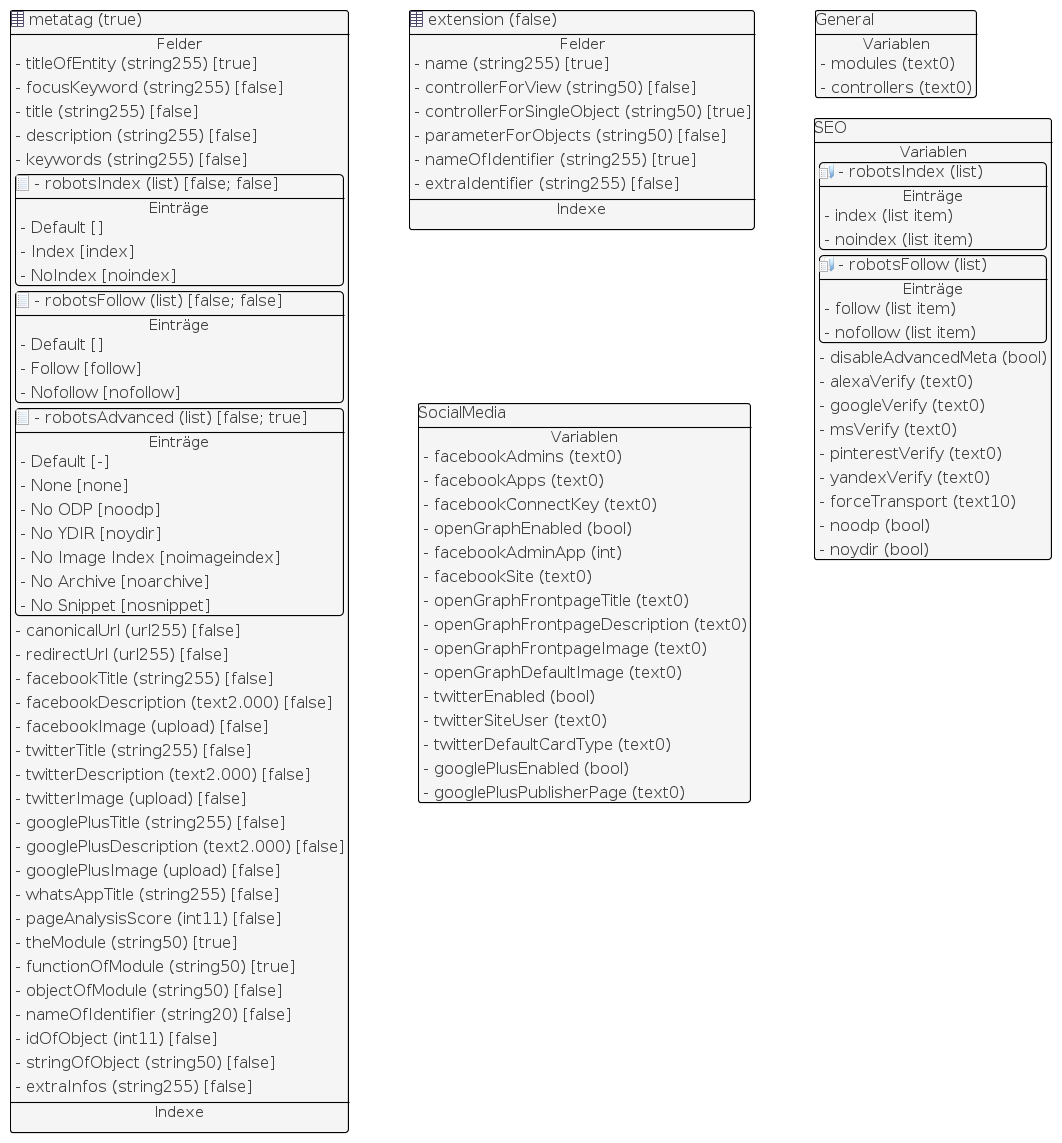 metatag (true)
Felder
- titleOfEntity (string255) [true]
- focusKeyword (string255) [false]
- title (string255) [false]
- description (string255) [false]
- keywords (string255) [false]
- robotsIndex (list) [false; false]
Einträge
- Default []
- Index [index]
- NoIndex [noindex]
- robotsFollow (list) [false; false]
Einträge
- Default []
- Follow [follow]
- Nofollow [nofollow]
- robotsAdvanced (list) [false; true]
Einträge
- Default [-]
- None [none]
- No ODP [noodp]
- No YDIR [noydir]
- No Image Index [noimageindex]
- No Archive [noarchive]
- No Snippet [nosnippet]
- canonicalUrl (url255) [false]
- redirectUrl (url255) [false]
- facebookTitle (string255) [false]
- facebookDescription (text2.000) [false]
- facebookImage (upload) [false]
- twitterTitle (string255) [false]
- twitterDescription (text2.000) [false]
- twitterImage (upload) [false]
- googlePlusTitle (string255) [false]
- googlePlusDescription (text2.000) [false]
- googlePlusImage (upload) [false]
- whatsAppTitle (string255) [false]
- pageAnalysisScore (int11) [false]
- theModule (string50) [true]
- functionOfModule (string50) [true]
- objectOfModule (string50) [false]
- nameOfIdentifier (string20) [false]
- idOfObject (int11) [false]
- stringOfObject (string50) [false]
- extraInfos (string255) [false]
Indexe
extension (false)
Felder
- name (string255) [true]
- controllerForView (string50) [false]
- controllerForSingleObject (string50) [true]
- parameterForObjects (string50) [false]
- nameOfIdentifier (string255) [true]
- extraIdentifier (string255) [false]
Indexe
SocialMedia
Variablen
- facebookAdmins (text0)
- facebookApps (text0)
- facebookConnectKey (text0)
- openGraphEnabled (bool)
- facebookAdminApp (int)
- facebookSite (text0)
- openGraphFrontpageTitle (text0)
- openGraphFrontpageDescription (text0)
- openGraphFrontpageImage (text0)
- openGraphDefaultImage (text0)
- twitterEnabled (bool)
- twitterSiteUser (text0)
- twitterDefaultCardType (text0)
- googlePlusEnabled (bool)
- googlePlusPublisherPage (text0)
General
Variablen
- modules (text0)
- controllers (text0)
SEO
Variablen
- robotsIndex (list)
Einträge
- index (list item)
- noindex (list item)
- robotsFollow (list)
Einträge
- follow (list item)
- nofollow (list item)
- disableAdvancedMeta (bool)
- alexaVerify (text0)
- googleVerify (text0)
- msVerify (text0)
- pinterestVerify (text0)
- yandexVerify (text0)
- forceTransport (text10)
- noodp (bool)
- noydir (bool)